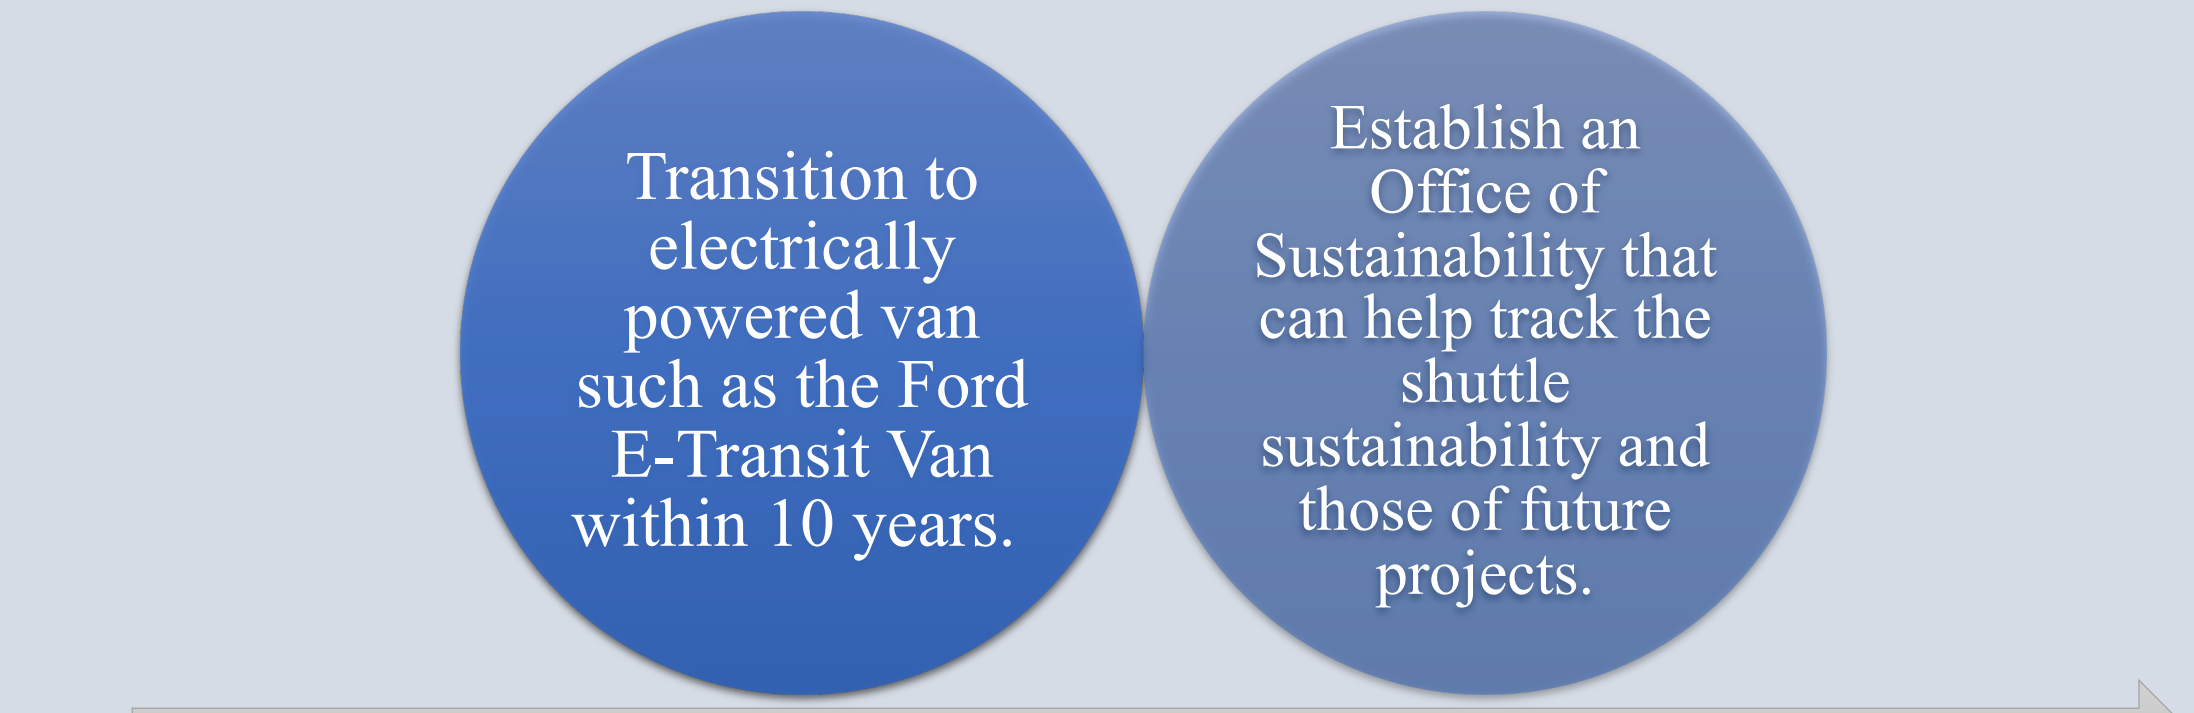 Transition to
electrically
powered van
such as the Ford
E-Transit Van
within 10 years.
Establish an
Office of
Sustainability that
can help track the
shuttle
sustainability and
those of future
projects.